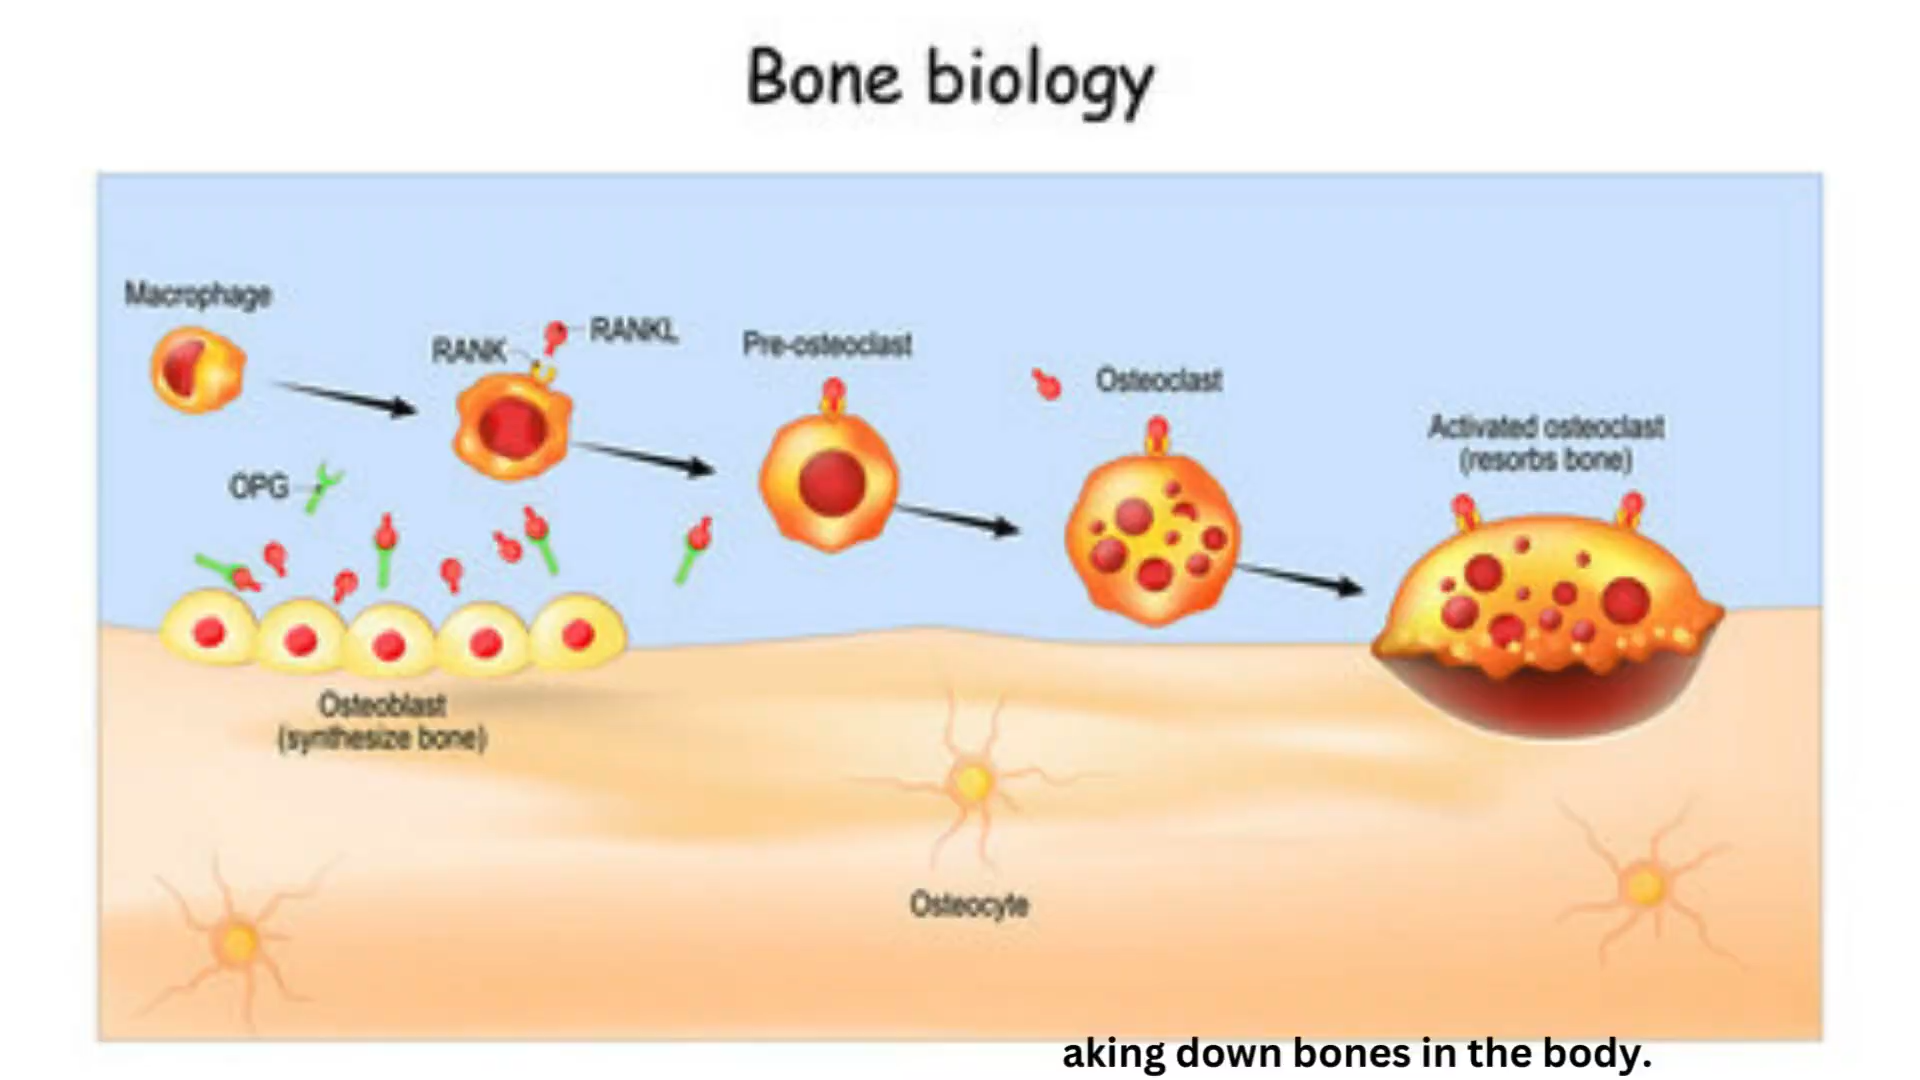 Bone biology
Macrophage
RANK
RANKL
Pre-osteoclast
Osteoclast
Activated osteoclast
(resorbs bone)
OPG
Osteoblast
(synthesize bone)
Osteocyte
aking down bones in the body.